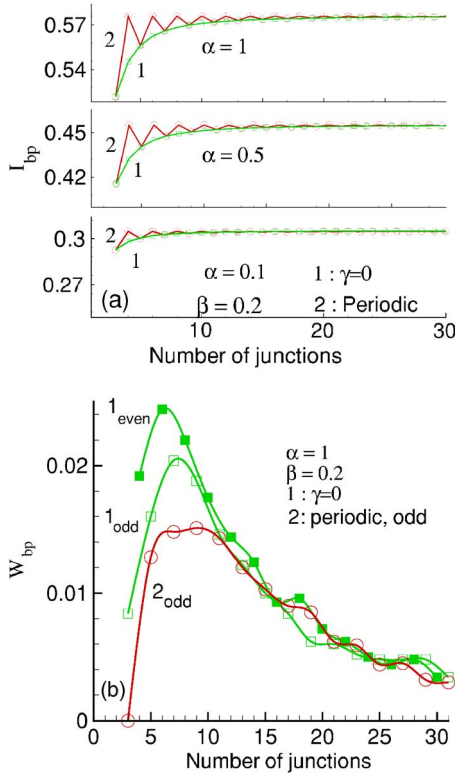 0.57
2
0.54
1
α = 1
I_bp
0.45
2
0.42
1
α = 0.5
0.3
2
0.27
1
α = 0.1
1 : γ=0
(a)
β = 0.2
2 : Periodic
10
20
30
Number of junctions
W_bp
0.02
0.01
0
1_even
1_odd
2_odd
α = 1
β = 0.2
1 : γ=0
2: periodic, odd
(b)
0 5 10 15 20 25 30
Number of junctions